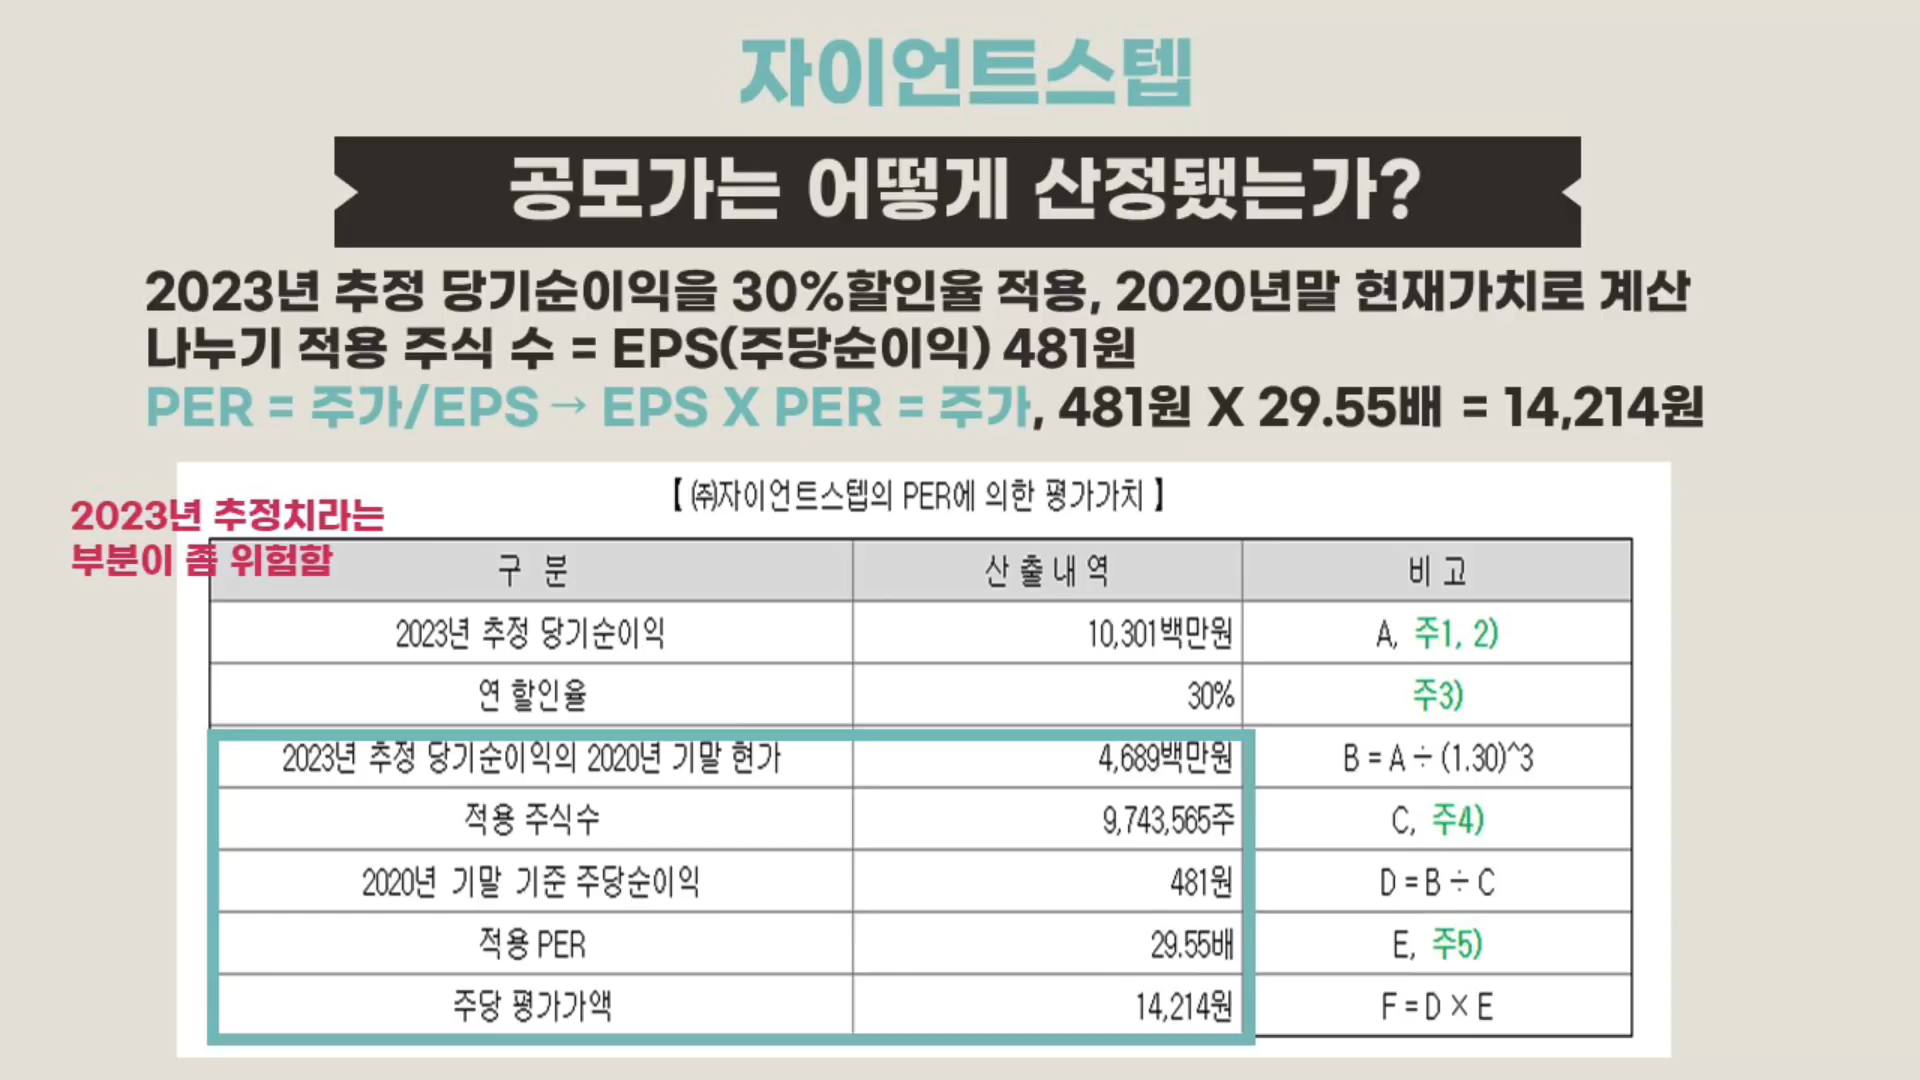 자이언트스텝
공모가는 어떻게 산정됐는가?
2023년 추정 당기순이익을 30%할인율 적용, 2020년말 현재가치로 계산
나누기 적용 주식 수 = EPS(주당순이익) 481원
PER = 주가/EPS → EPS X PER = 주가, 481원 X 29.55배 = 14,214원
【 ㈜자이언트스텝의 PER에 의한 평가가치 】
2023년 추정치라는
부분이 좀 위험함
구 분 산 출 내 역 비 고
2023년 추정 당기순이익 10,301백만원 A, 주1, 2)
연 할인율 30% 주3)
2023년 추정 당기순이익의 2020년 기말 현가 4,689백만원 B = A ÷ (1.30)^3
적용 주식수 9,743,565주 C, 주4)
2020년 기말 기준 주당순이익 481원 D = B ÷ C
적용 PER 29.55배 E, 주5)
주당 평가가액 14,214원 F = D × E